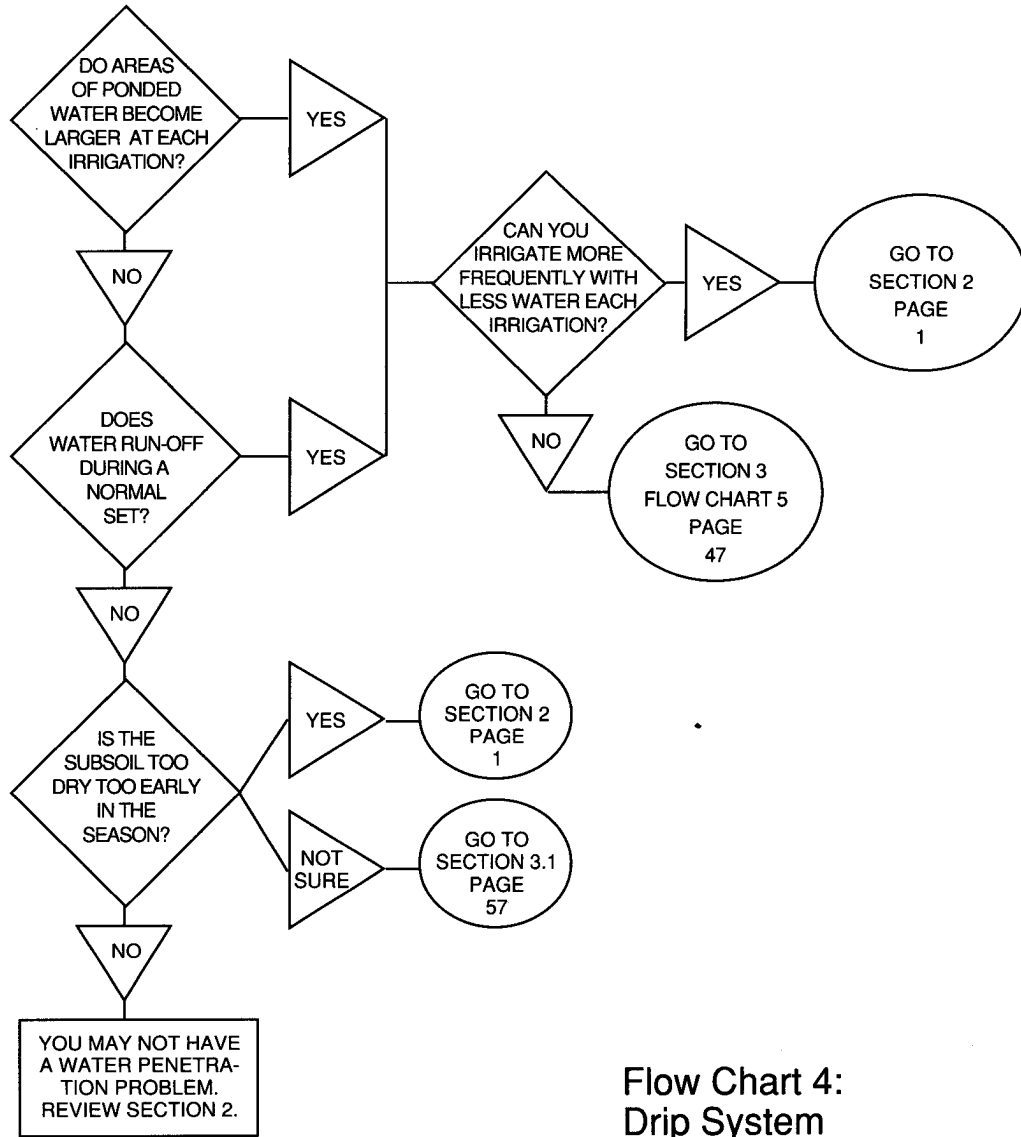 DO AREAS
OF PONDED
WATER BECOME
LARGER AT EACH
IRRIGATION?
YES
NO
CAN YOU
IRRIGATE MORE
FREQUENTLY WITH
LESS WATER EACH
IRRIGATION?
YES
GO TO
SECTION 2
PAGE
1
NO
GO TO
SECTION 3
FLOW CHART 5
PAGE
47
DOES
WATER RUN-OFF
DURING A
NORMAL
SET?
YES
NO
IS THE
SUBSOIL TOO
DRY TOO EARLY
IN THE
SEASON?
YES
GO TO
SECTION 2
PAGE
1
NOT
SURE
GO TO
SECTION 3.1
PAGE
57
NO
YOU MAY NOT HAVE
A WATER PENETRA-
TION PROBLEM.
REVIEW SECTION 2.
Flow Chart 4:
Drip System